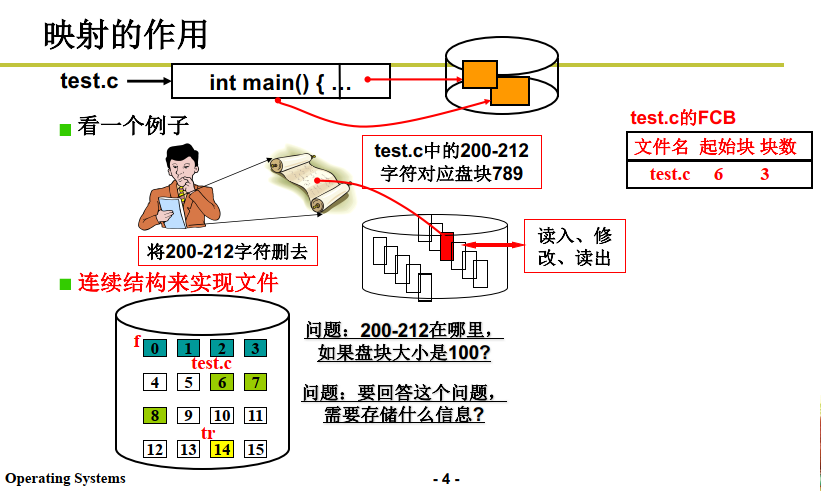 映射的作用
test.c
int main() { …
看一个例子
test.c中的200-212
字符对应盘块789
test.c的FCB
文件名 起始块 块数
test.c 6 3
将200-212字符删去
读入、修
改、读出
连续结构来实现文件
f 0 1 2 3
test.c
4 5 6 7
8 9 10 11
tr
12 13 14 15
问题：200-212在哪里，
如果盘块大小是100?
问题：要回答这个问题，
需要存储什么信息?
Operating Systems
- 4 -